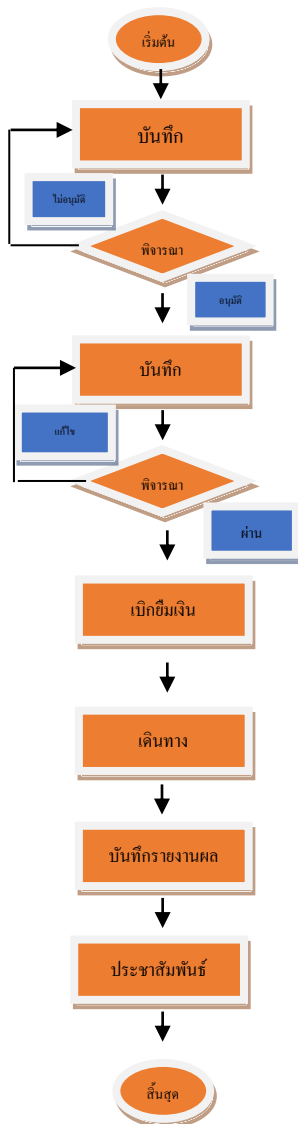 เริ่มต้น
บันทึก
ไม่อนุมัติ
พิจารณา
อนุมัติ
บันทึก
แก้ไข
พิจารณา
ผ่าน
เบิกยืมเงิน
เดินทาง
บันทึกรายงานผล
ประชาสัมพันธ์
สิ้นสุด